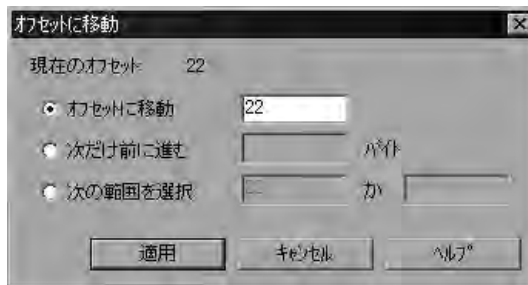 オフセットに移動
現在のオフセット: 22
オフセットに移動 22
次だけ前に進む バイト
次の範囲を選択 か
適用 キャンセル ヘルプ